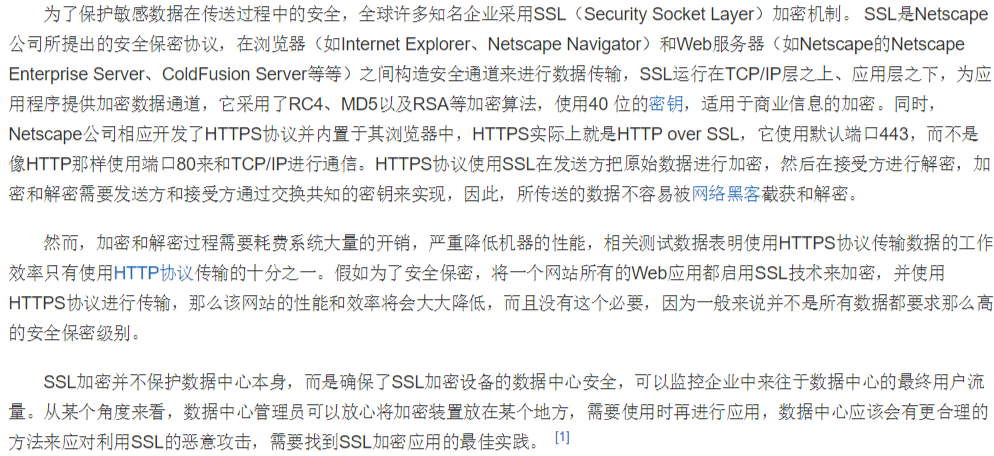 为了保护敏感数据在传送过程中的安全，全球许多知名企业采用SSL（Security Socket Layer）加密机制。 SSL是Netscape
公司所提出的安全保密协议，在浏览器（如Internet Explorer、Netscape Navigator）和Web服务器（如Netscape的Netscape
Enterprise Server、ColdFusion Server等等）之间构造安全通道来进行数据传输，SSL运行在TCP/IP层之上、应用层之下，为应
用程序提供加密数据通道，它采用了RC4、MD5以及RSA等加密算法，使用40 位的密钥，适用于商业信息的加密。同时，
Netscape公司相应开发了HTTPS协议并内置于其浏览器中，HTTPS实际上就是HTTP over SSL，它使用默认端口443，而不是
像HTTP那样使用端口80来和TCP/IP进行通信。HTTPS协议使用SSL在发送方把原始数据进行加密，然后在接受方进行解密，加
密和解密需要发送方和接受方通过交换共知的密钥来实现，因此，所传送的数据不容易被网络黑客截获和解密。
然而，加密和解密过程需要耗费系统大量的开销，严重降低机器的性能，相关测试数据表明使用HTTPS协议传输数据的工作
效率只有使用HTTP协议传输的十分之一。假如为了安全保密，将一个网站所有的Web应用都启用SSL技术来加密，并使用
HTTPS协议进行传输，那么该网站的性能和效率将会大大降低，而且没有这个必要，因为一般来说并不是所有数据都要求那么高
的安全保密级别。
SSL加密并不保护数据中心本身，而是确保了SSL加密设备的数据中心安全，可以监控企业中来往于数据中心的最终用户流
量。从某个角度来看，数据中心管理员可以放心将加密装置放在某个地方，需要使用时再进行应用，数据中心应该会有更合理的
方法来应对利用SSL的恶意攻击，需要找到SSL加密应用的最佳实践。 [1]